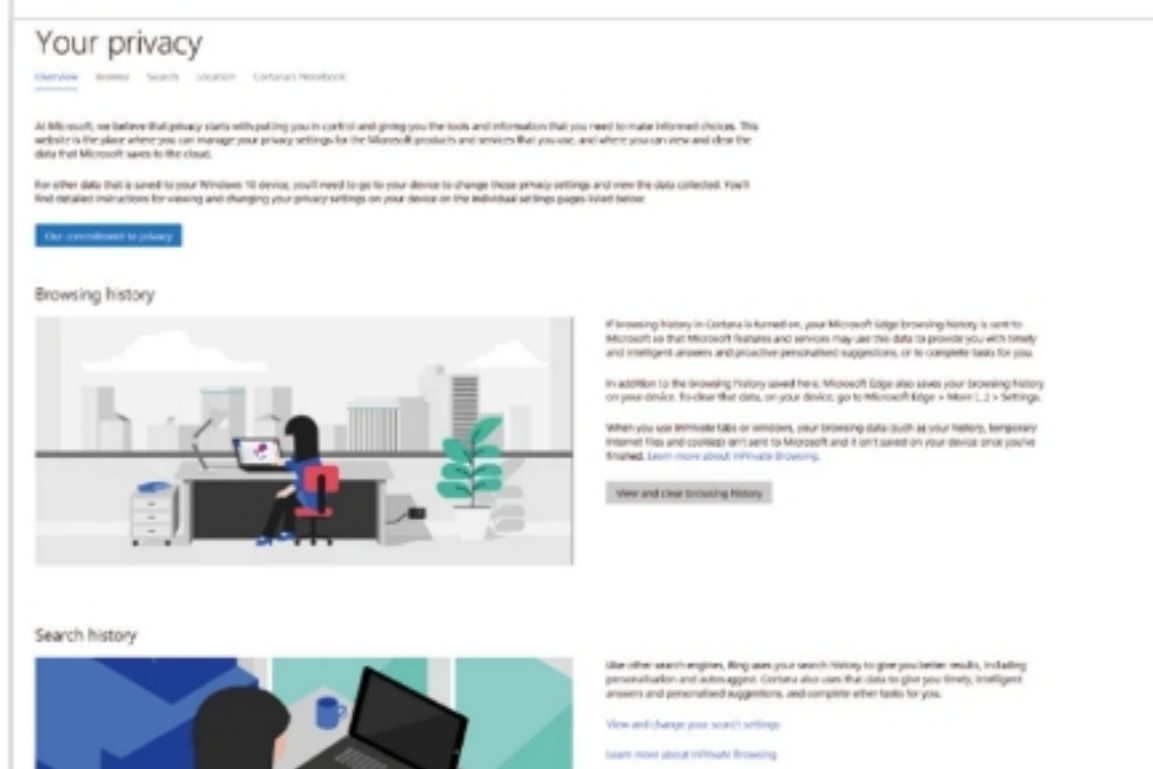 Your privacy
Overview Browse Search Location Cortana's Notebook
At Microsoft, we believe that privacy starts with putting you in control and giving you the tools and information that you need to make informed choices. This
website is the place where you can manage your privacy settings for the Microsoft products and services that you use, and where you can view and clear the
data that Microsoft saves to the cloud.
For other data that is saved to your Windows 10 device, you'll need to go to your device to change those privacy settings and view the data collected. You'll
find detailed instructions for viewing and changing your privacy settings on your device on the individual settings pages listed below.
Our commitment to privacy
Browsing history
If browsing history in Cortana is turned on, your Microsoft Edge browsing history is sent to
Microsoft so that Microsoft features and services may use this data to provide you with timely
and intelligent answers and proactive personalised suggestions, or to complete tasks for you.
In addition to the browsing history saved here, Microsoft Edge also saves your browsing history
on your device. To clear that data, on your device, go to Microsoft Edge > More [...] > Settings.
When you use InPrivate tabs or windows, your browsing data (such as your history, temporary
internet files and cookies) isn't sent to Microsoft and it isn't saved on your device once you've
finished. Learn more about InPrivate Browsing.
View and clear browsing history
Search history
Like other search engines, Bing uses your search history to give you better results, including
personalisation and autosuggest. Cortana also uses that data to give you timely, intelligent
answers and personalised suggestions, and complete other tasks for you.
View and change your search settings
Learn more about InPrivate Browsing